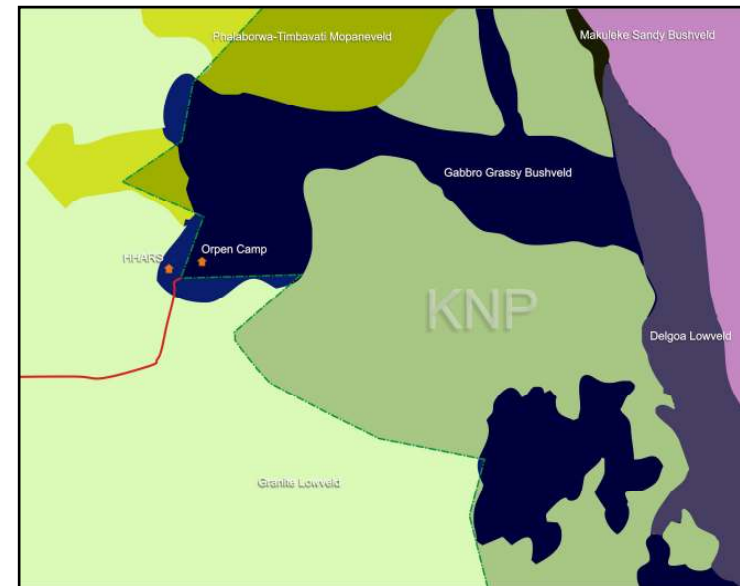 Phalaborwa-Timbavati Mopaneveld
Makuleke Sandy Bushveld
Gabbro Grassy Bushveld
HHARS
Orpen Camp
KNP
Delgoa Lowveld
Granite Lowveld